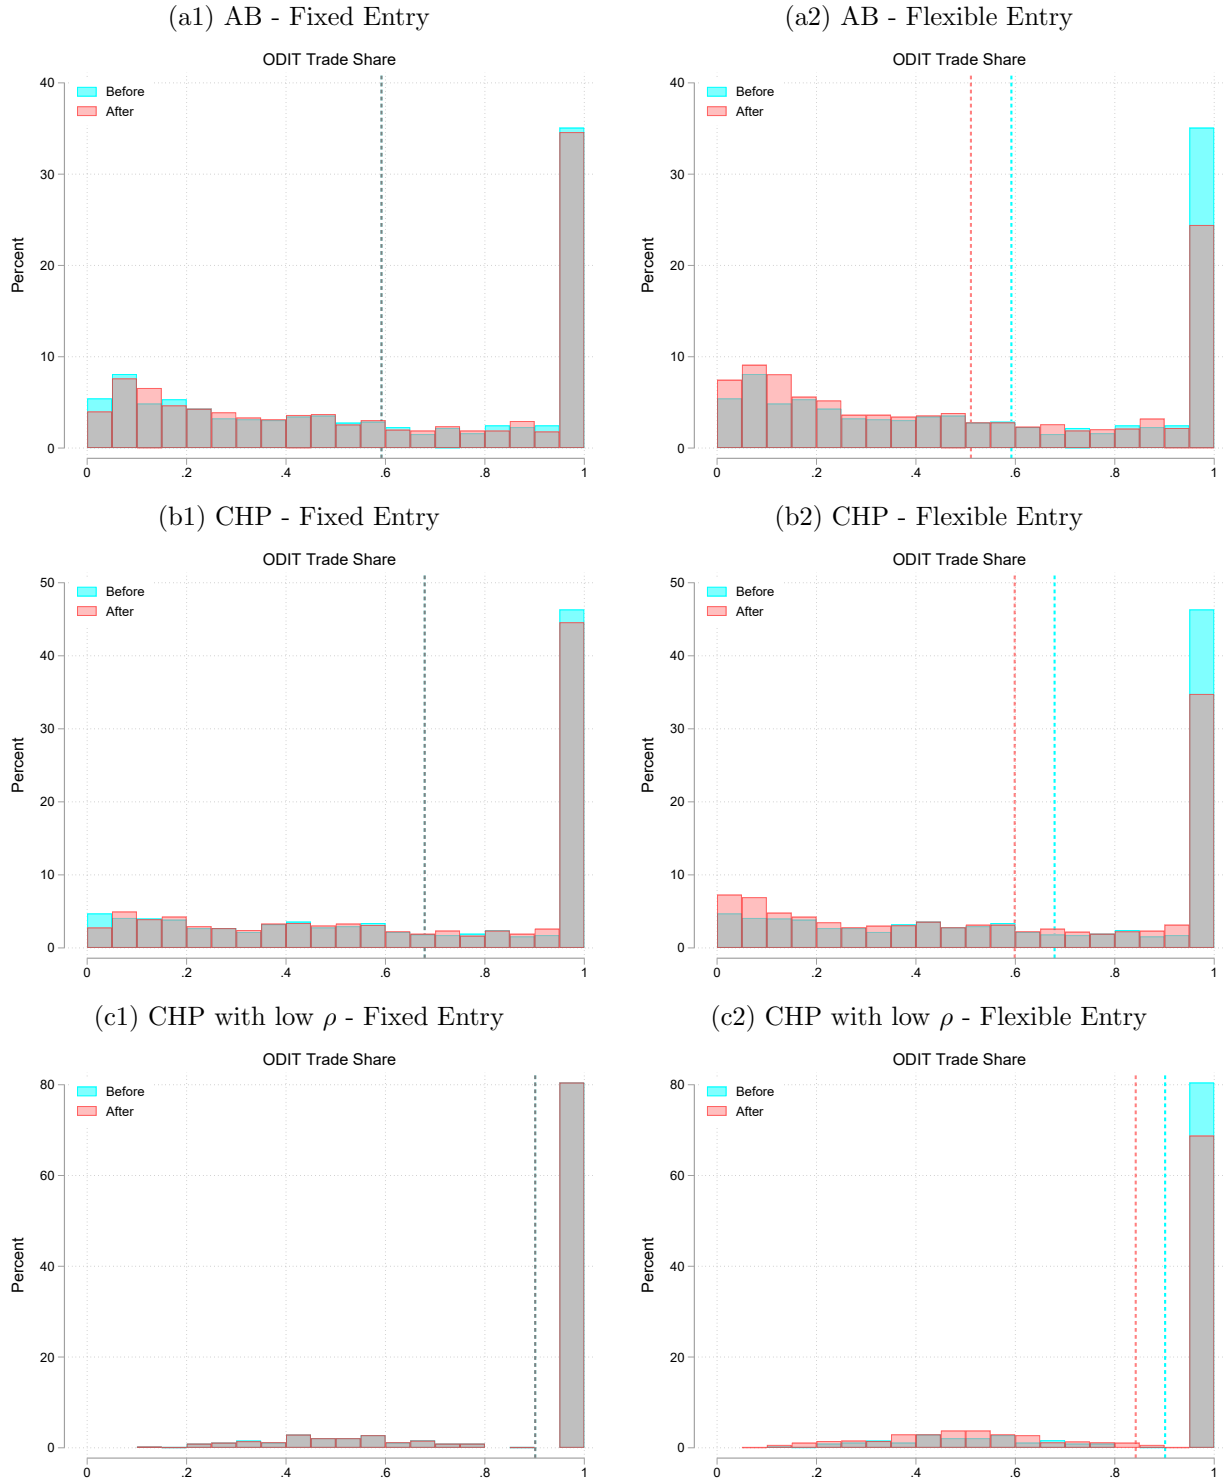 (a1) AB - Fixed Entry
ODIT Trade Share
Before
After
Percent
40
30
20
10
0
0 .2 .4 .6 .8 1
(a2) AB - Flexible Entry
ODIT Trade Share
Before
After
Percent
40
30
20
10
0
0 .2 .4 .6 .8 1
(b1) CHP - Fixed Entry
ODIT Trade Share
Before
After
Percent
50
40
30
20
10
0
0 .2 .4 .6 .8 1
(b2) CHP - Flexible Entry
ODIT Trade Share
Before
After
Percent
50
40
30
20
10
0
0 .2 .4 .6 .8 1
(c1) CHP with low ρ - Fixed Entry
ODIT Trade Share
Before
After
Percent
80
60
40
20
0
0 .2 .4 .6 .8 1
(c2) CHP with low ρ - Flexible Entry
ODIT Trade Share
Before
After
Percent
80
60
40
20
0
0 .2 .4 .6 .8 1